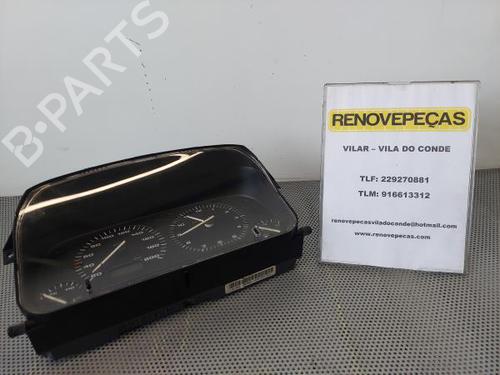 B-PARTS
RENOVEPEÇAS
VILAR – VILA DO CONDE
TLF: 229270881
TLM: 916613312
renovepecasviladoconde@hotmail.com
www.renovepecas.com